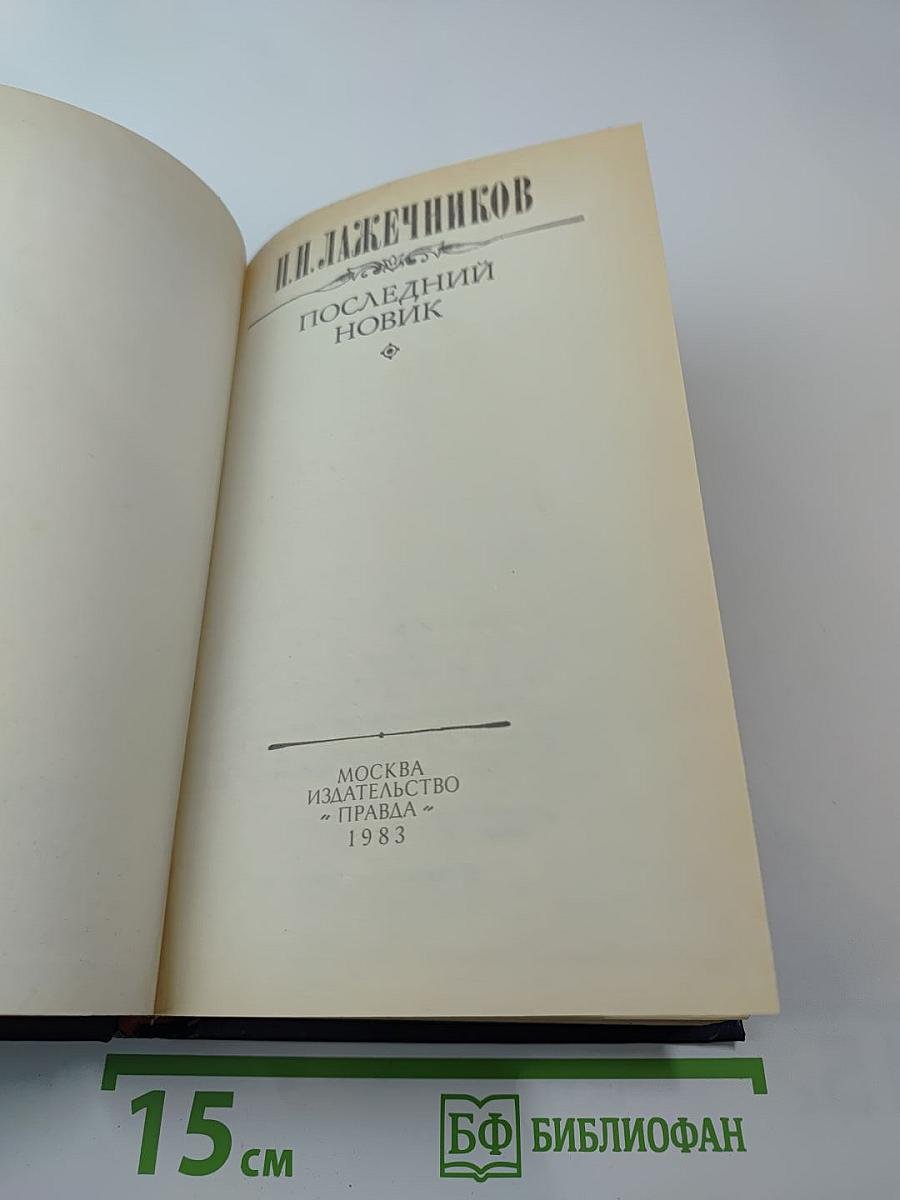 И.И. ЛАЖЕЧНИКОВ
ПОСЛЕДНИЙ
НОВИК
МОСКВА
ИЗДАТЕЛЬСТВО
„ ПРАВДА “
1983
15 см
БФ БИБЛИОФАН